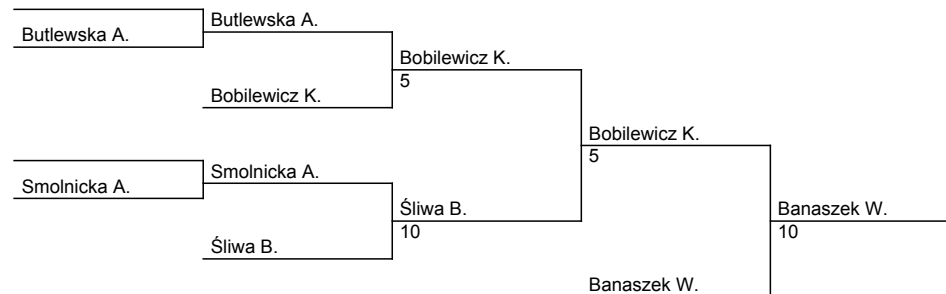 Butlewska A.
Butlewska A.
Bobilewicz K.
5
Bobilewicz K.
Bobilewicz K.
5
Smolnicka A.
Smolnicka A.
Śliwa B.
10
Śliwa B.
Banaszek W.
10
Banaszek W.